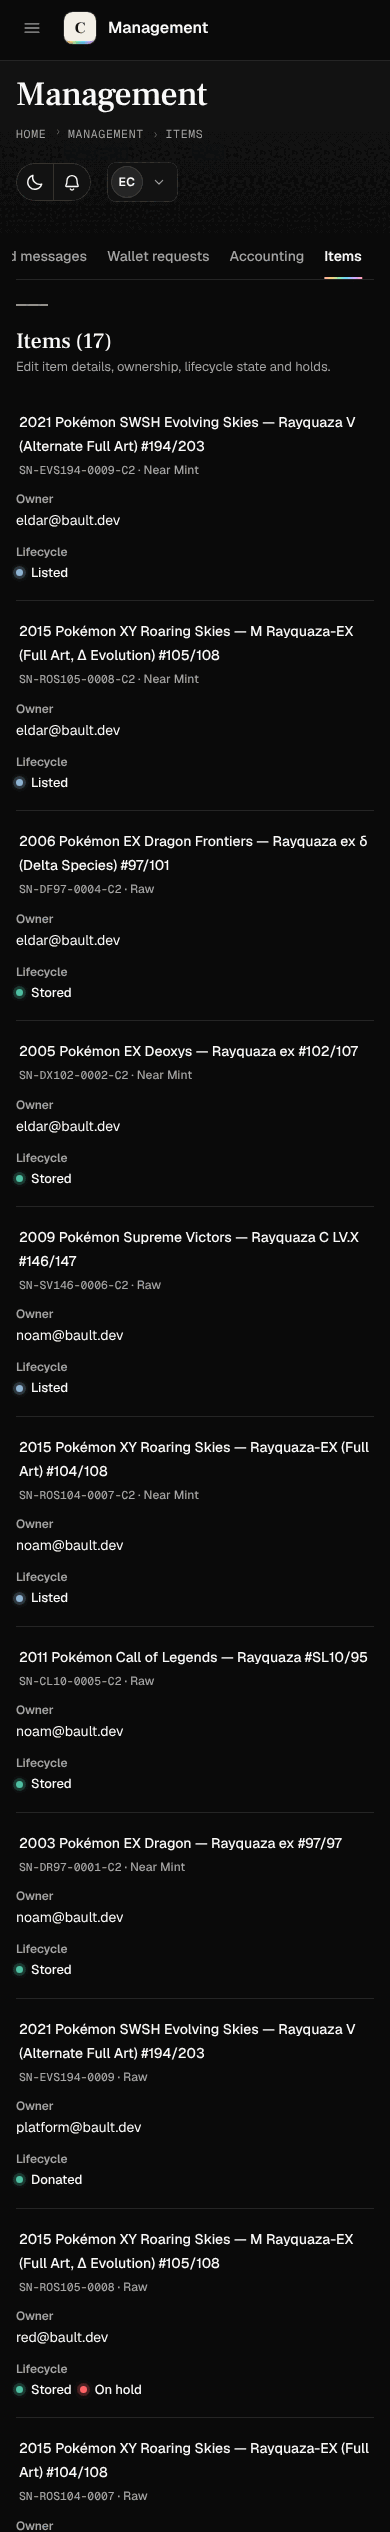 C Management
Management
HOME › MANAGEMENT › ITEMS
EC
d messages Wallet requests Accounting Items
Items (17)
Edit item details, ownership, lifecycle state and holds.
2021 Pokémon SWSH Evolving Skies — Rayquaza V
(Alternate Full Art) #194/203
SN-EVS194-0009-C2 · Near Mint
Owner
eldar@bault.dev
Lifecycle
Listed
2015 Pokémon XY Roaring Skies — M Rayquaza-EX
(Full Art, Δ Evolution) #105/108
SN-ROS105-0008-C2 · Near Mint
Owner
eldar@bault.dev
Lifecycle
Listed
2006 Pokémon EX Dragon Frontiers — Rayquaza ex δ
(Delta Species) #97/101
SN-DF97-0004-C2 · Raw
Owner
eldar@bault.dev
Lifecycle
Stored
2005 Pokémon EX Deoxys — Rayquaza ex #102/107
SN-DX102-0002-C2 · Near Mint
Owner
eldar@bault.dev
Lifecycle
Stored
2009 Pokémon Supreme Victors — Rayquaza C LV.X
#146/147
SN-SV146-0006-C2 · Raw
Owner
noam@bault.dev
Lifecycle
Listed
2015 Pokémon XY Roaring Skies — Rayquaza-EX (Full
Art) #104/108
SN-ROS104-0007-C2 · Near Mint
Owner
noam@bault.dev
Lifecycle
Listed
2011 Pokémon Call of Legends — Rayquaza #SL10/95
SN-CL10-0005-C2 · Raw
Owner
noam@bault.dev
Lifecycle
Stored
2003 Pokémon EX Dragon — Rayquaza ex #97/97
SN-DR97-0001-C2 · Near Mint
Owner
noam@bault.dev
Lifecycle
Stored
2021 Pokémon SWSH Evolving Skies — Rayquaza V
(Alternate Full Art) #194/203
SN-EVS194-0009 · Raw
Owner
platform@bault.dev
Lifecycle
Donated
2015 Pokémon XY Roaring Skies — M Rayquaza-EX
(Full Art, Δ Evolution) #105/108
SN-ROS105-0008 · Raw
Owner
red@bault.dev
Lifecycle
Stored On hold
2015 Pokémon XY Roaring Skies — Rayquaza-EX (Full
Art) #104/108
SN-ROS104-0007 · Raw
Owner